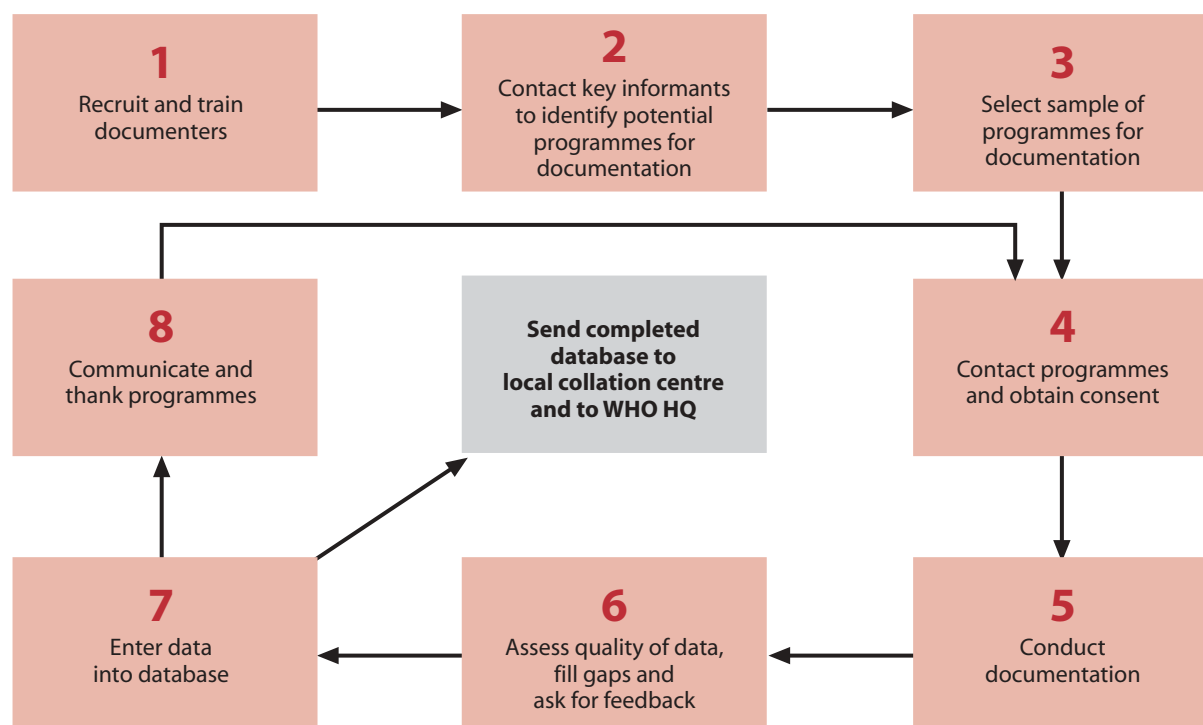 1
Recruit and train
documenters
2
Contact key informants
to identify potential
programmes for
documentation
3
Select sample of
programmes for
documentation
8
Communicate and
thank programmes
Send completed
database to
local collation centre
and to WHO HQ
4
Contact programmes
and obtain consent
7
Enter data
into database
6
Assess quality of data,
fill gaps and
ask for feedback
5
Conduct
documentation